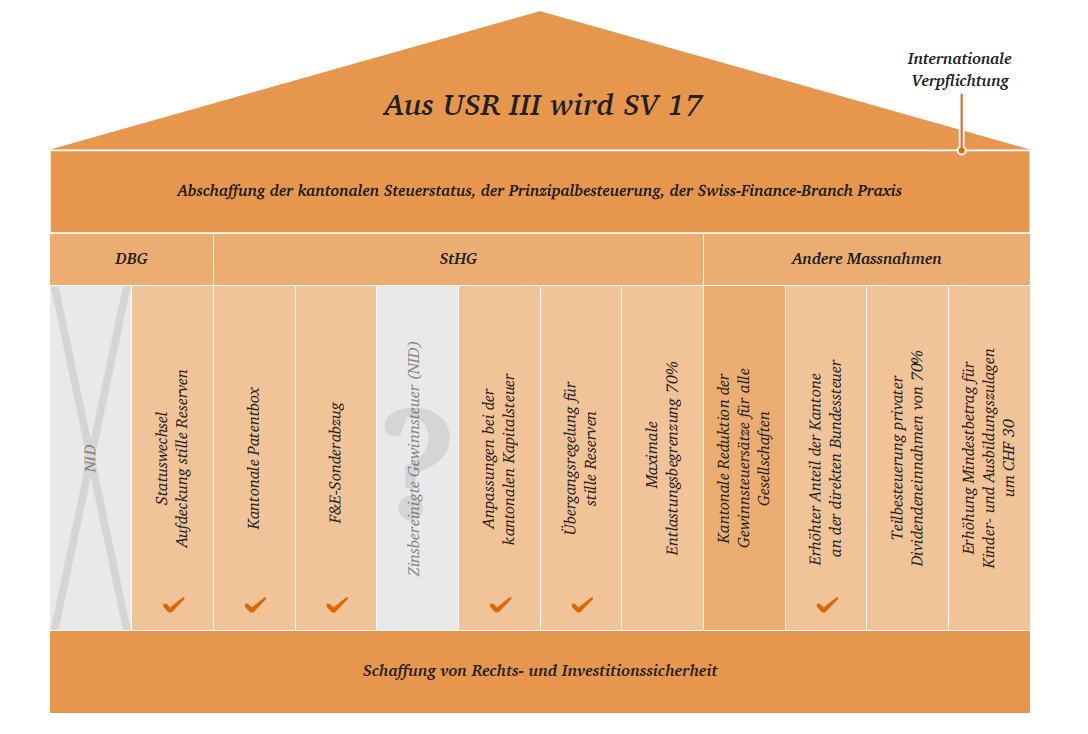 Internationale
Verpflichtung
Aus USR III wird SV 17
Abschaffung der kantonalen Steuerstatus, der Prinzipalbesteuerung, der Swiss-Finance-Branch Praxis
DBG
StHG
Andere Massnahmen
NID
Statuswechsel
Aufdeckung stille Reserven
Kantonale Patentbox
F&E-Sonderabzug
?
Zinsbereinigte Gewinnsteuer (NID)
Anpassungen bei der
kantonalen Kapitalsteuer
Übergangsregelung für
stille Reserven
Maximale
Entlastungsbegrenzung 70%
Kantonale Reduktion der
Gewinnsteuersätze für alle
Gesellschaften
Erhöhter Anteil der Kantone
an der direkten Bundessteuer
Teilbesteuerung privater
Dividendeneinnahmen von 70%
Erhöhung Mindestbetrag für
Kinder- und Ausbildungszulagen
um CHF 30
Schaffung von Rechts- und Investitionssicherheit